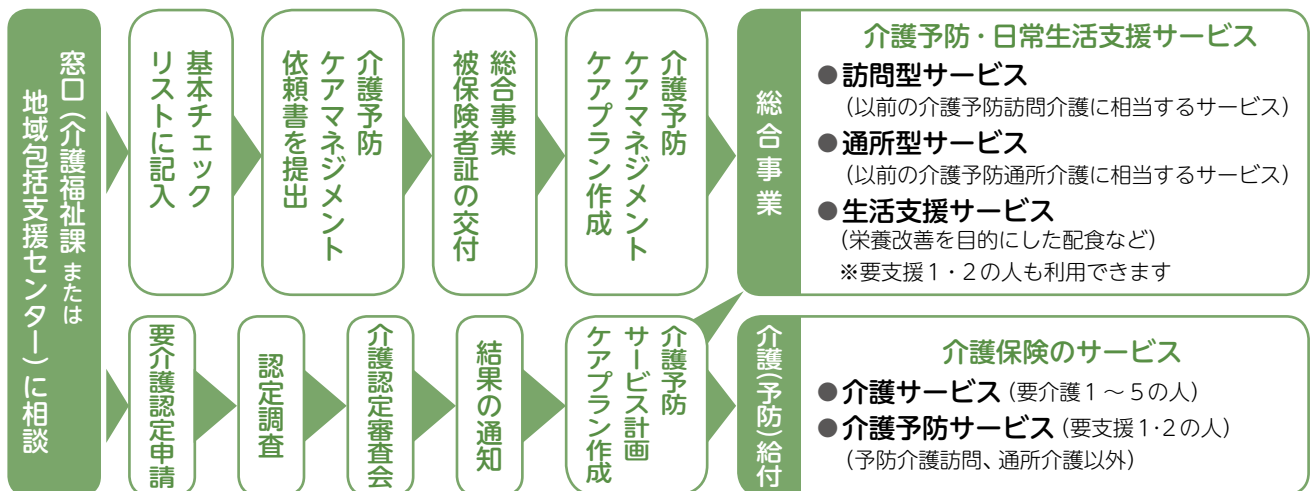 窓口（介護福祉課 または
地域包括支援センター）に相談
基本チェック
リストに記入
介護予防
ケアマネジメント
依頼書を提出
総合事業
被保険者証の交付
介護予防
ケアマネジメント
ケアプラン作成
総合事業
介護予防・日常生活支援サービス
●訪問型サービス
（以前の介護予防訪問介護に相当するサービス）
●通所型サービス
（以前の介護予防通所介護に相当するサービス）
●生活支援サービス
（栄養改善を目的にした配食など）
※要支援１・２の人も利用できます
要介護認定申請
認定調査
介護認定審査会
結果の通知
介護予防
サービス計画
ケアプラン作成
介護（予防）給付
介護保険のサービス
●介護サービス（要介護１～５の人）
●介護予防サービス（要支援１・２の人）
（予防介護訪問、通所介護以外）